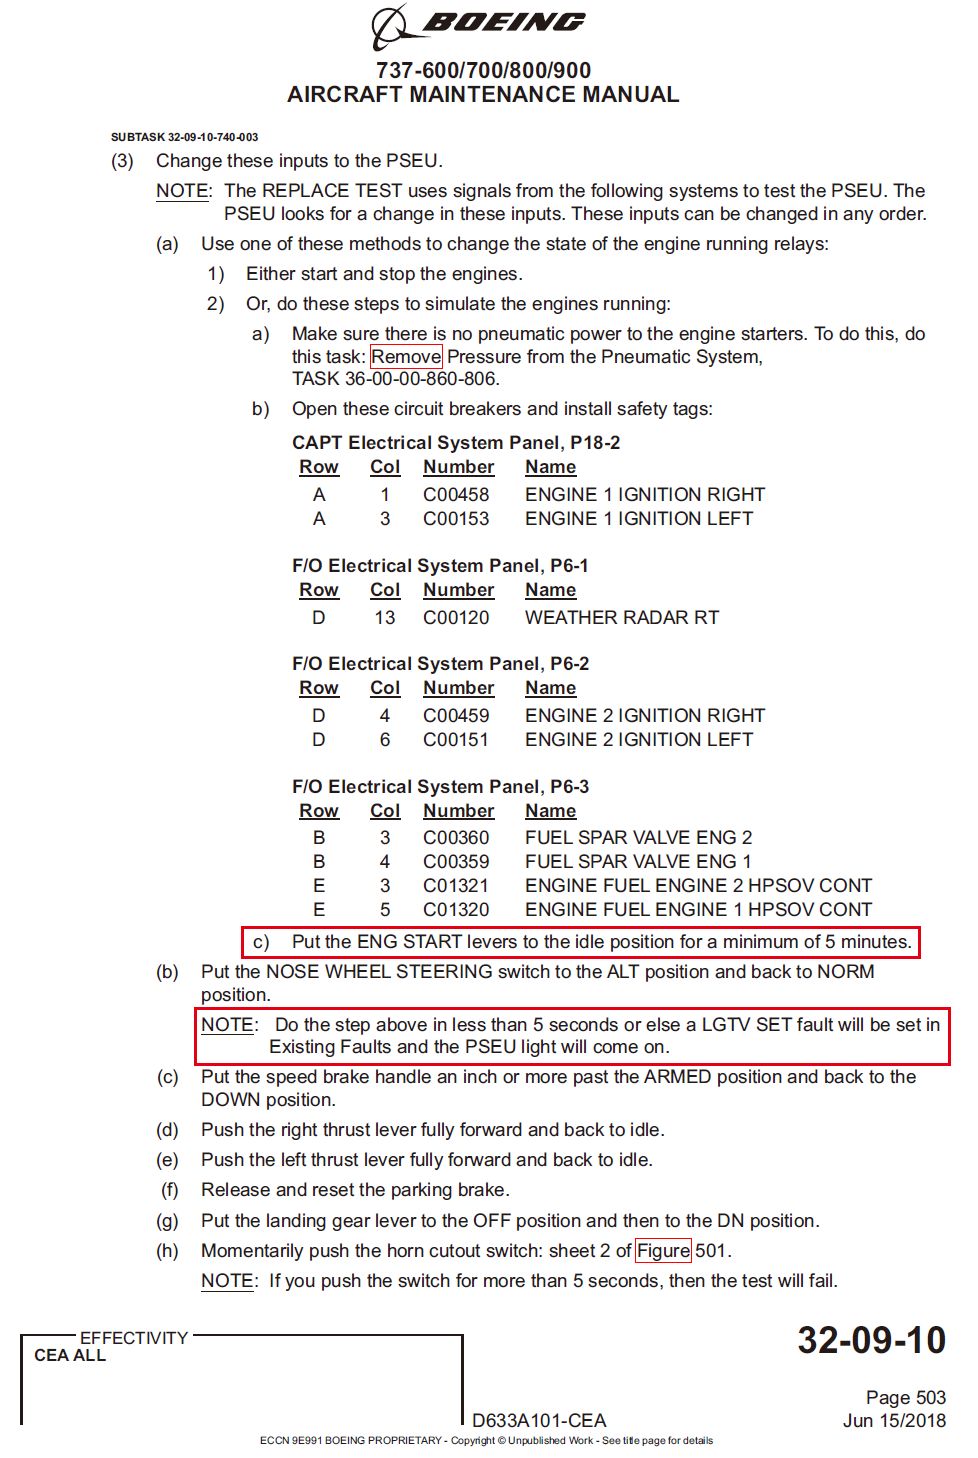 BOEING
737-600/700/800/900
AIRCRAFT MAINTENANCE MANUAL
SUBTASK 32-09-10-740-003
(3) Change these inputs to the PSEU.
NOTE: The REPLACE TEST uses signals from the following systems to test the PSEU. The
PSEU looks for a change in these inputs. These inputs can be changed in any order.
(a) Use one of these methods to change the state of the engine running relays:
1) Either start and stop the engines.
2) Or, do these steps to simulate the engines running:
a) Make sure there is no pneumatic power to the engine starters. To do this, do
this task: Remove Pressure from the Pneumatic System,
TASK 36-00-00-860-806.
b) Open these circuit breakers and install safety tags:
CAPT Electrical System Panel, P18-2
Row Col Number Name
A 1 C00458 ENGINE 1 IGNITION RIGHT
A 3 C00153 ENGINE 1 IGNITION LEFT
F/O Electrical System Panel, P6-1
Row Col Number Name
D 13 C00120 WEATHER RADAR RT
F/O Electrical System Panel, P6-2
Row Col Number Name
D 4 C00459 ENGINE 2 IGNITION RIGHT
D 6 C00151 ENGINE 2 IGNITION LEFT
F/O Electrical System Panel, P6-3
Row Col Number Name
B 3 C00360 FUEL SPAR VALVE ENG 2
B 4 C00359 FUEL SPAR VALVE ENG 1
E 3 C01321 ENGINE FUEL ENGINE 2 HPSOV CONT
E 5 C01320 ENGINE FUEL ENGINE 1 HPSOV CONT
c) Put the ENG START levers to the idle position for a minimum of 5 minutes.
(b) Put the NOSE WHEEL STEERING switch to the ALT position and back to NORM
position.
NOTE: Do the step above in less than 5 seconds or else a LGTV SET fault will be set in
Existing Faults and the PSEU light will come on.
(c) Put the speed brake handle an inch or more past the ARMED position and back to the
DOWN position.
(d) Push the right thrust lever fully forward and back to idle.
(e) Push the left thrust lever fully forward and back to idle.
(f) Release and reset the parking brake.
(g) Put the landing gear lever to the OFF position and then to the DN position.
(h) Momentarily push the horn cutout switch: sheet 2 of Figure 501.
NOTE: If you push the switch for more than 5 seconds, then the test will fail.
EFFECTIVITY
CEA ALL
32-09-10
Page 503
D633A101-CEA Jun 15/2018
ECCN 9E991 BOEING PROPRIETARY - Copyright © Unpublished Work - See title page for details